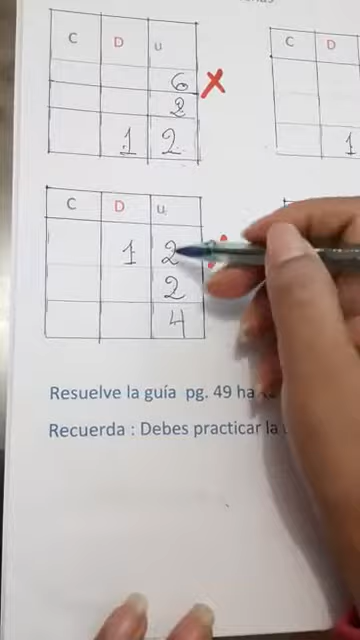 C D u
6 X
2
1 2
C D
1
C D u
1 2
2
4
Resuelve la guía pg. 49 ha
Recuerda : Debes practicar la